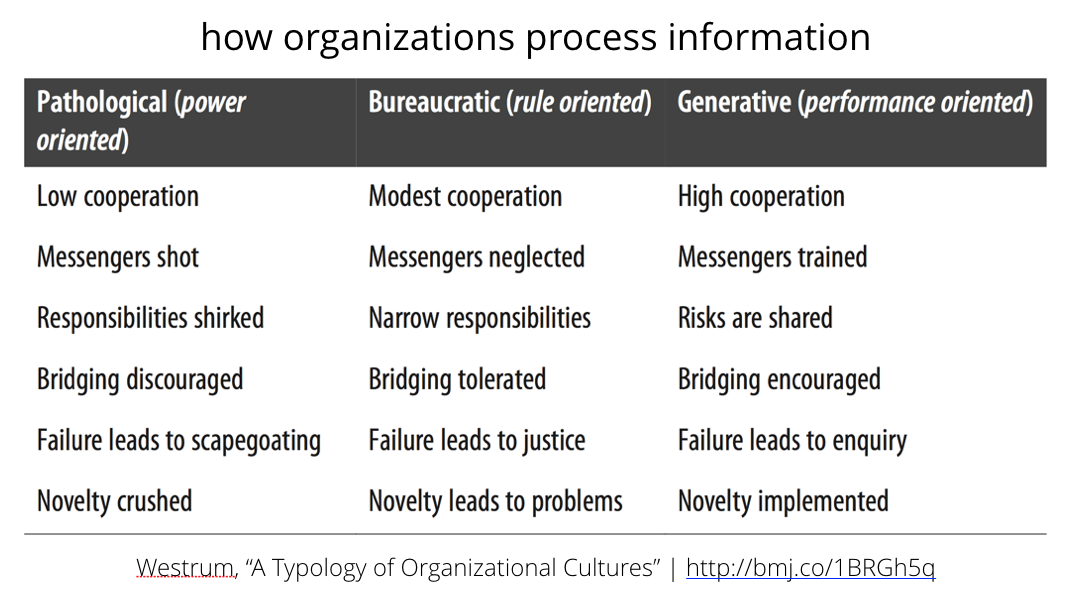 how organizations process information
Pathological (power oriented) Bureaucratic (rule oriented) Generative (performance oriented)
Low cooperation Modest cooperation High cooperation
Messengers shot Messengers neglected Messengers trained
Responsibilities shirked Narrow responsibilities Risks are shared
Bridging discouraged Bridging tolerated Bridging encouraged
Failure leads to scapegoating Failure leads to justice Failure leads to enquiry
Novelty crushed Novelty leads to problems Novelty implemented
Westrum, “A Typology of Organizational Cultures” | http://bmj.co/1BRGh5q